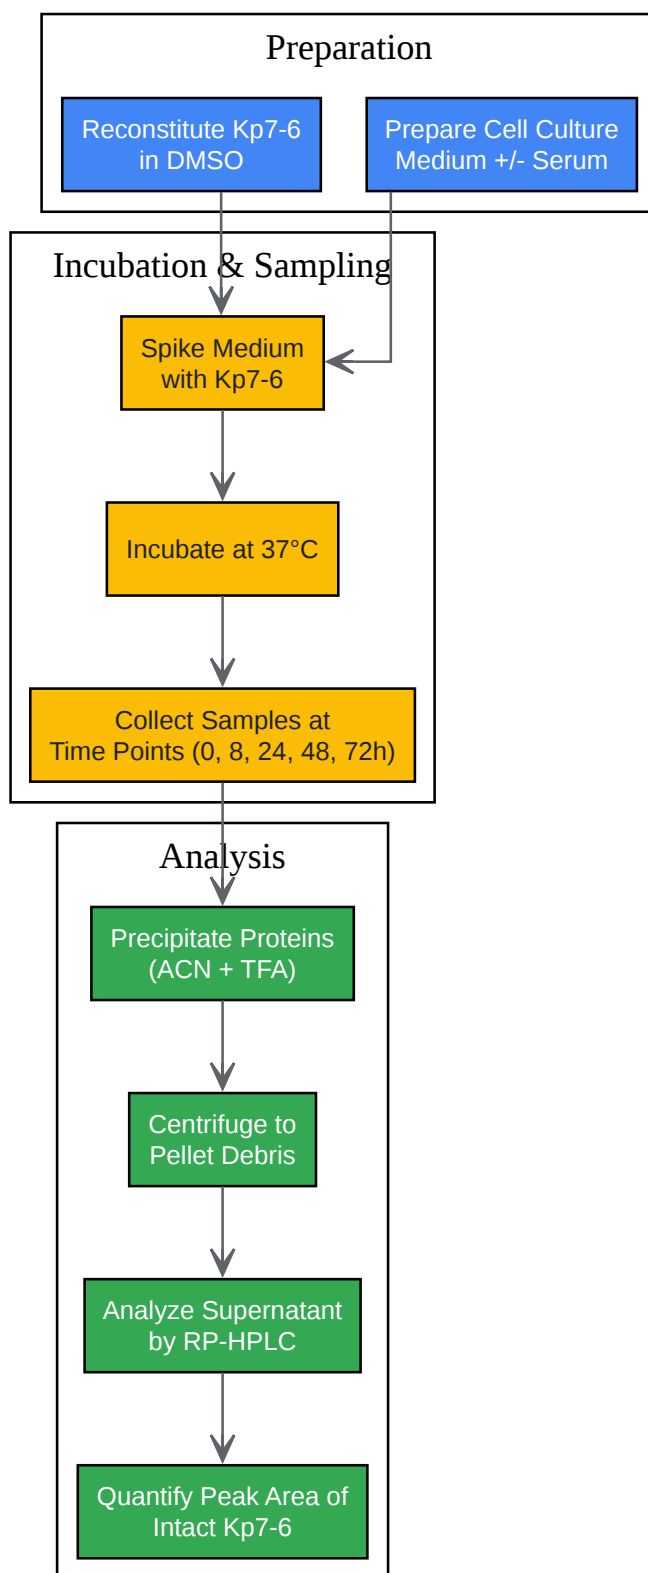 Preparation
Reconstitute Kp7-6
in DMSO
Prepare Cell Culture
Medium +/- Serum
Incubation & Sampling
Spike Medium
with Kp7-6
Incubate at 37°C
Collect Samples at
Time Points (0, 8, 24, 48, 72h)
Analysis
Precipitate Proteins
(ACN + TFA)
Centrifuge to
Pellet Debris
Analyze Supernatant
by RP-HPLC
Quantify Peak Area of
Intact Kp7-6